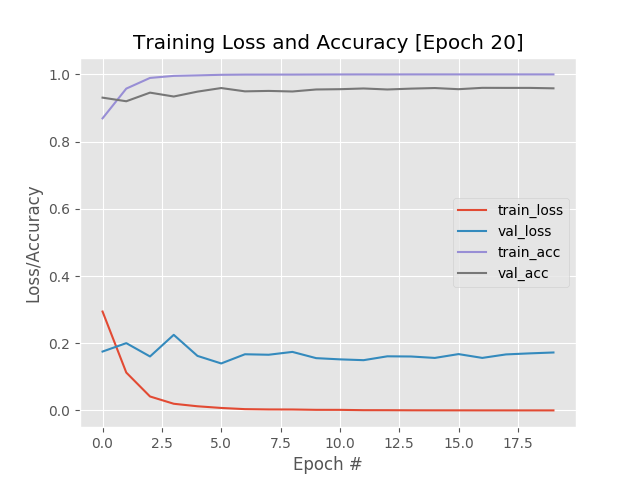 Training Loss and Accuracy [Epoch 20]
1.0
0.8
0.6
0.4
0.2
0.0
Loss/Accuracy
train_loss
val_loss
train_acc
val_acc
0.0 2.5 5.0 7.5 10.0 12.5 15.0 17.5
Epoch #